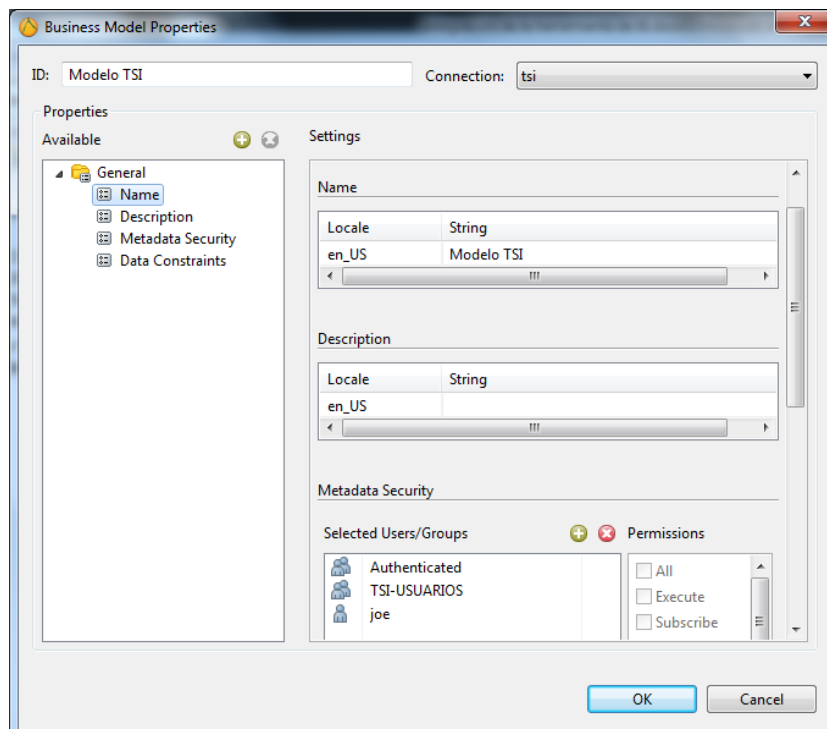 Business Model Properties
ID: Modelo TSI Connection: tsi
Properties
Available
General
Name
Description
Metadata Security
Data Constraints
Settings
Name
Locale String
en_US Modelo TSI
Description
Locale String
en_US
Metadata Security
Selected Users/Groups Permissions
Authenticated
TSI-USUARIOS
joe
All
Execute
Subscribe
OK Cancel